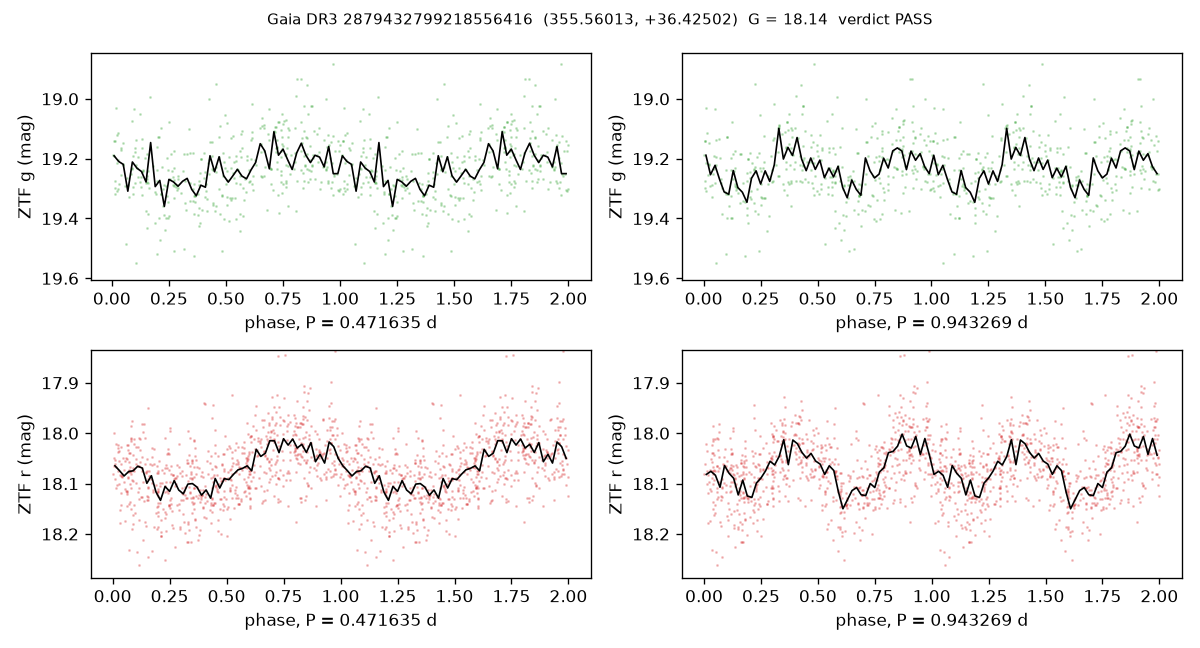 Gaia DR3 2879432799218556416 (355.56013, +36.42502) G = 18.14 verdict PASS
ZTF g (mag)
19.0
19.2
19.4
19.6
0.00 0.25 0.50 0.75 1.00 1.25 1.50 1.75 2.00
phase, P = 0.471635 d
ZTF g (mag)
19.0
19.2
19.4
19.6
0.00 0.25 0.50 0.75 1.00 1.25 1.50 1.75 2.00
phase, P = 0.943269 d
ZTF r (mag)
17.9
18.0
18.1
18.2
0.00 0.25 0.50 0.75 1.00 1.25 1.50 1.75 2.00
phase, P = 0.471635 d
ZTF r (mag)
17.9
18.0
18.1
18.2
0.00 0.25 0.50 0.75 1.00 1.25 1.50 1.75 2.00
phase, P = 0.943269 d